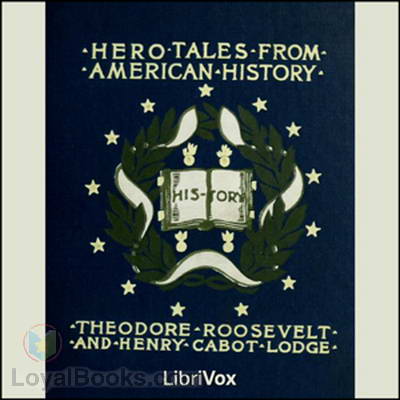 ·HERO·TALES·FROM·
·AMERICAN·HISTORY·
HIS-TORY
·THEODORE·ROOSEVELT·
·AND·HENRY·CABOT·LODGE·
LoyalBooks.com
LibriVox